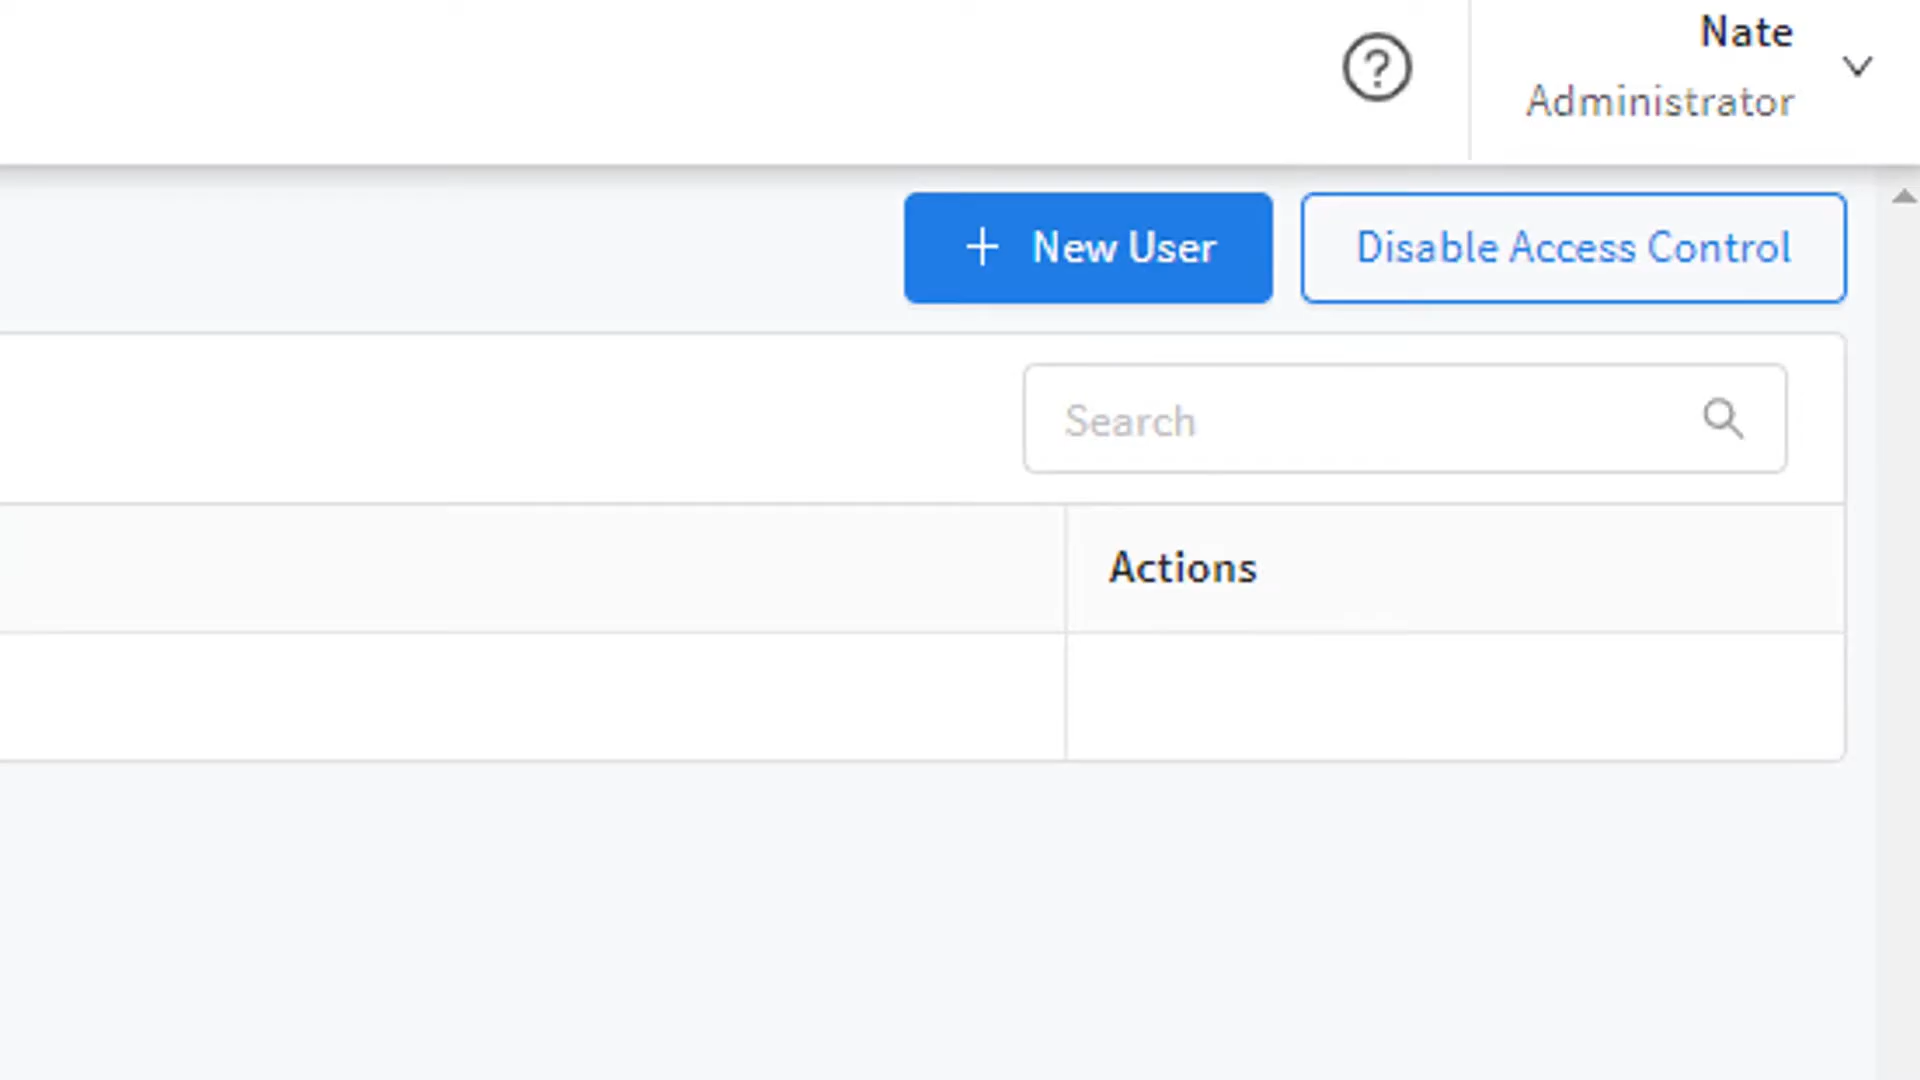 Nate
Administrator
New User
Disable Access Control
Search
Actions